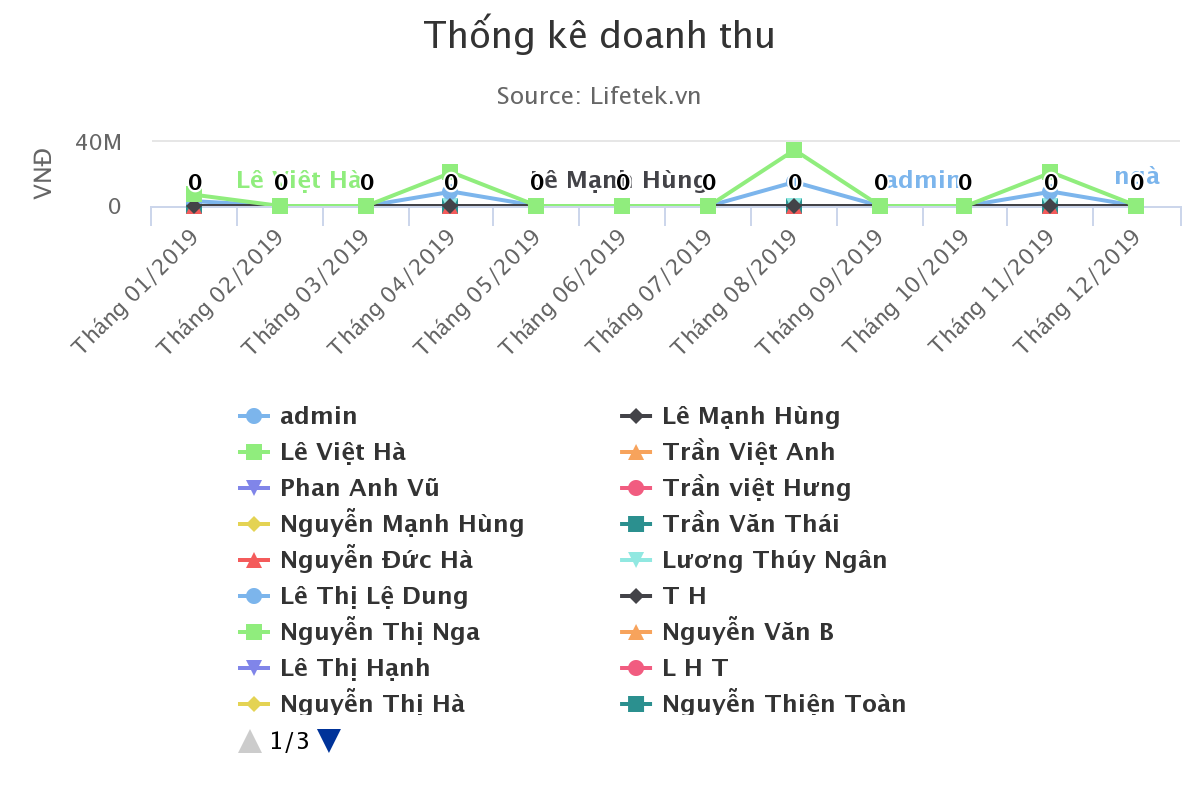 Thống kê doanh thu
Source: Lifetek.vn
VNĐ
40M
0
0 0 0 0 0 0 0 0 0 0 0 0
Lê Việt Hà
Lê Mạnh Hùng
admin
Tháng 01/2019
Tháng 02/2019
Tháng 03/2019
Tháng 04/2019
Tháng 05/2019
Tháng 06/2019
Tháng 07/2019
Tháng 08/2019
Tháng 09/2019
Tháng 10/2019
Tháng 11/2019
Tháng 12/2019
admin
Lê Mạnh Hùng
Lê Việt Hà
Trần Việt Anh
Phan Anh Vũ
Trần việt Hưng
Nguyễn Mạnh Hùng
Trần Văn Thái
Nguyễn Đức Hà
Lương Thúy Ngân
Lê Thị Lệ Dung
T H
Nguyễn Thị Nga
Nguyễn Văn B
Lê Thị Hạnh
L H T
Nguyễn Thị Hà
Nguyễn Thiện Toàn
1/3